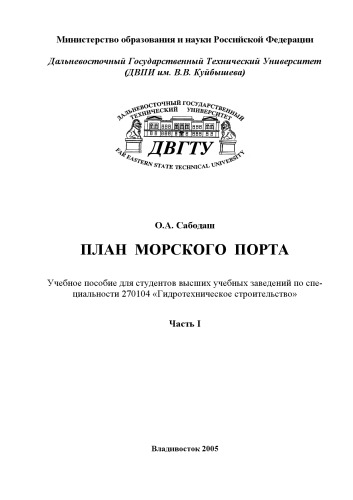 Министерство образования и науки Российской Федерации
Дальневосточный Государственный Технический Университет
(ДВПИ им. В.В. Куйбышева)
ДАЛЬНЕВОСТОЧНЫЙ ГОСУДАРСТВЕННЫЙ
ТЕХНИЧЕСКИЙ УНИВЕРСИТЕТ
ДВГТУ
FAR EASTERN STATE TECHNICAL UNIVERSITY
О.А. Сабодаш
ПЛАН МОРСКОГО ПОРТА
Учебное пособие для студентов высших учебных заведений по спе-
циальности 270104 «Гидротехническое строительство»
Часть I
Владивосток 2005